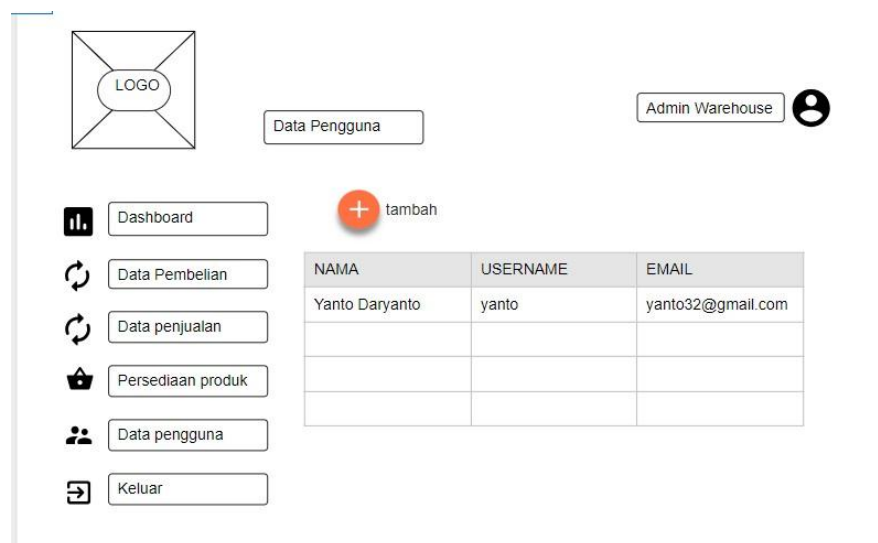 LOGO
Data Pengguna
Admin Warehouse
Dashboard
Data Pembelian
Data penjualan
Persediaan produk
Data pengguna
Keluar
tambah
NAMA USERNAME EMAIL
Yanto Daryanto yanto yanto32@gmail.com